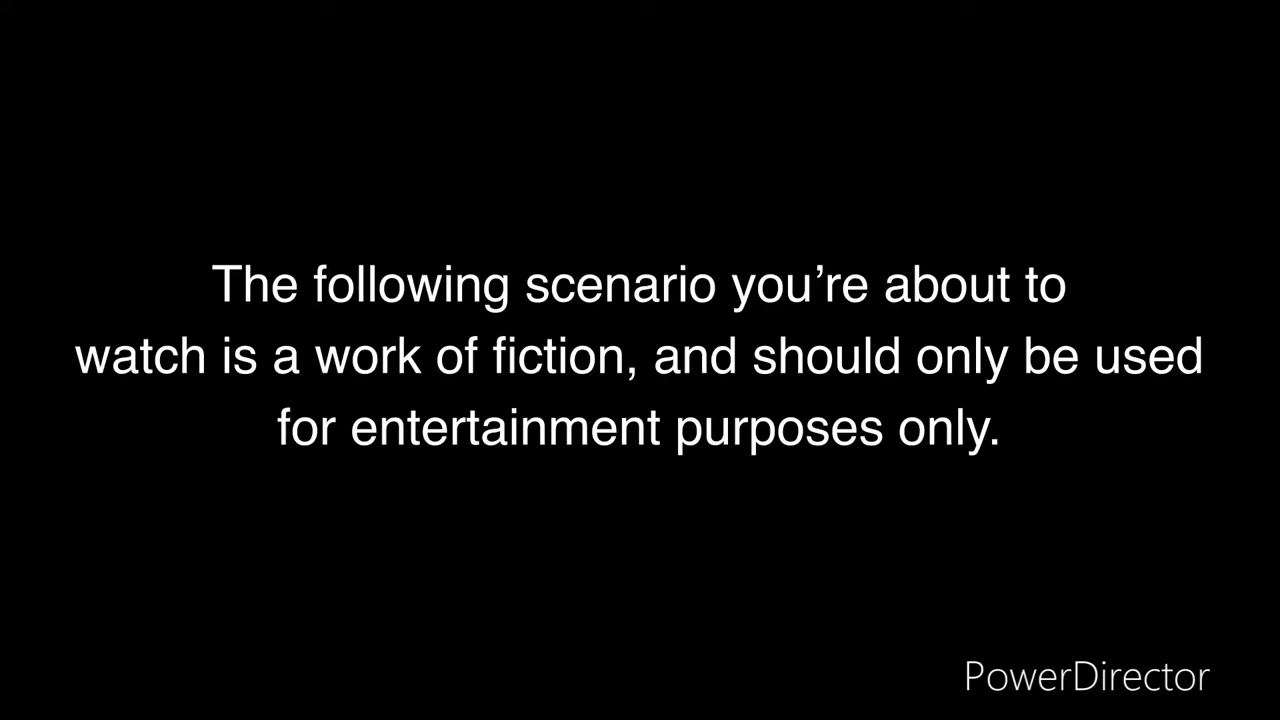 The following scenario you’re about to
watch is a work of fiction, and should only be used
for entertainment purposes only.
PowerDirector